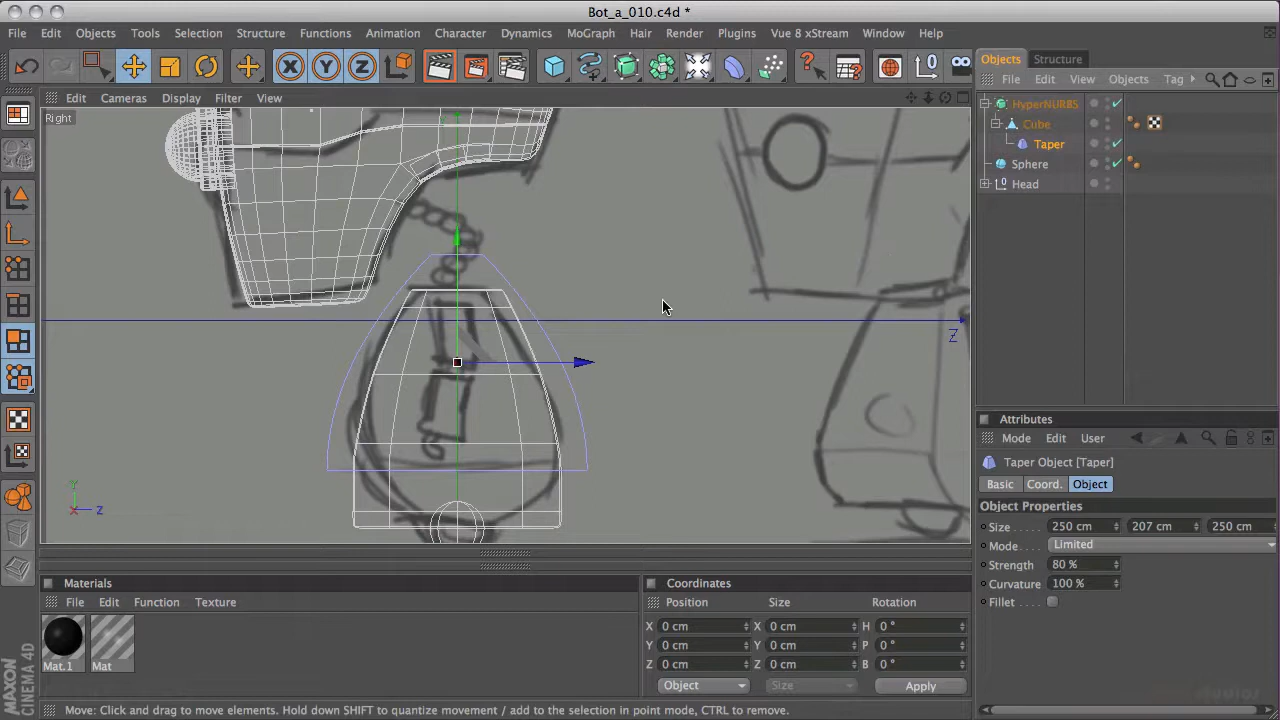 Bot_a_010.c4d *
File Edit Objects Tools Selection Structure Functions Animation Character Dynamics MoGraph Hair Render Plugins Vue 8 xStream Window Help
X Y Z
Objects Structure
File Edit View Objects Tag
Edit Cameras Display Filter View
Right
HyperNURBS
Cube
Taper
Sphere
Head
Z
Y
X Z
Attributes
Mode Edit User
Taper Object [Taper]
Basic Coord. Object
Object Properties
Size 250 cm 207 cm 250 cm
Mode Limited
Strength 80 %
Curvature 100 %
Fillet
Materials
File Edit Function Texture
Mat.1 Mat
Coordinates
Position Size Rotation
X 0 cm X 0 cm H 0 °
Y 0 cm Y 0 cm P 0 °
Z 0 cm Z 0 cm B 0 °
Object Size Apply
MAXON
CINEMA 4D
Move: Click and drag to move elements. Hold down SHIFT to quantize movement / add to the selection in point mode, CTRL to remove.